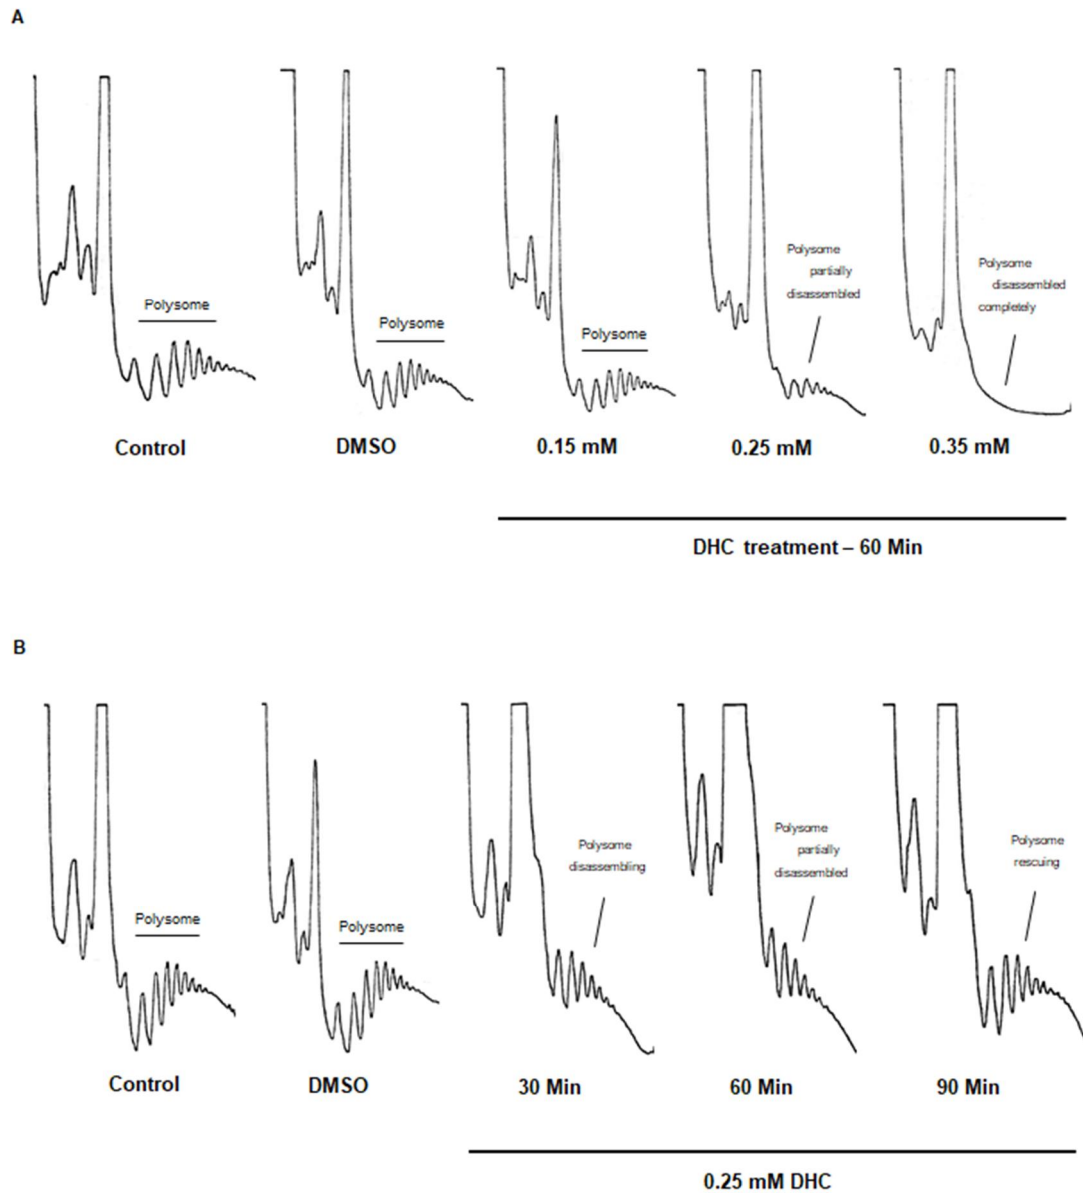 A
Polysome
Polysome
Polysome
Polysome
partially
disassembled
Polysome
disassembled
completely
Control
DMSO
0.15 mM
0.25 mM
0.35 mM
DHC treatment – 60 Min
B
Polysome
Polysome
Polysome
disassembling
Polysome
partially
disassembled
Polysome
rescuing
Control
DMSO
30 Min
60 Min
90 Min
0.25 mM DHC